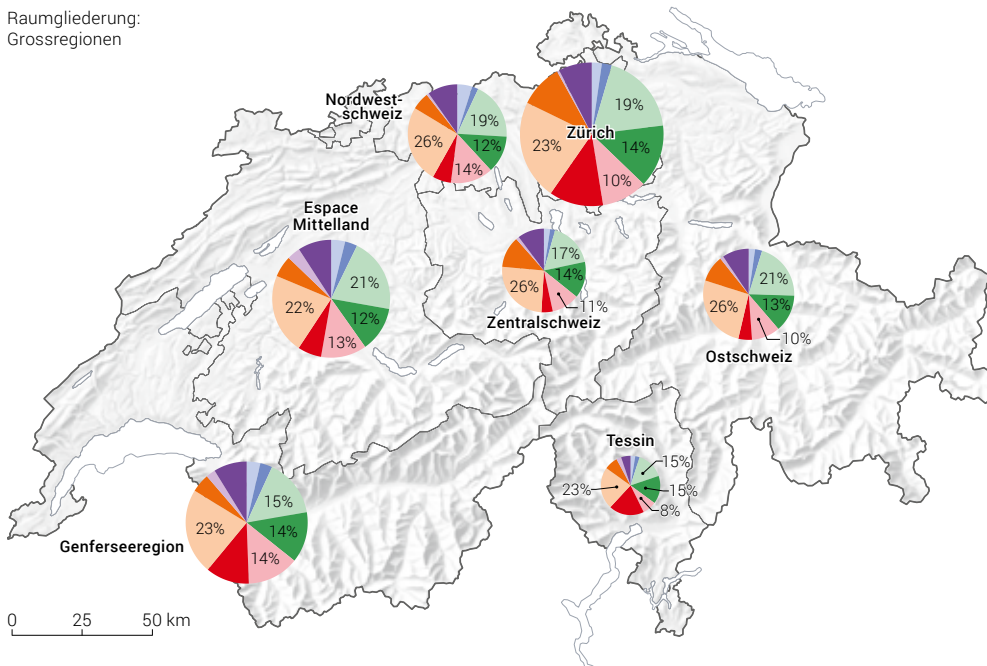 Raumgliederung:
Grossregionen
Nordwest-
schweiz
19%
12%
14%
26%
Zürich
19%
14%
10%
23%
Espace
Mittelland
21%
12%
13%
22%
Zentralschweiz
17%
14%
11%
26%
Ostschweiz
21%
13%
10%
26%
Tessin
15%
15%
8%
23%
Genferseeregion
15%
14%
14%
23%
0 25 50 km